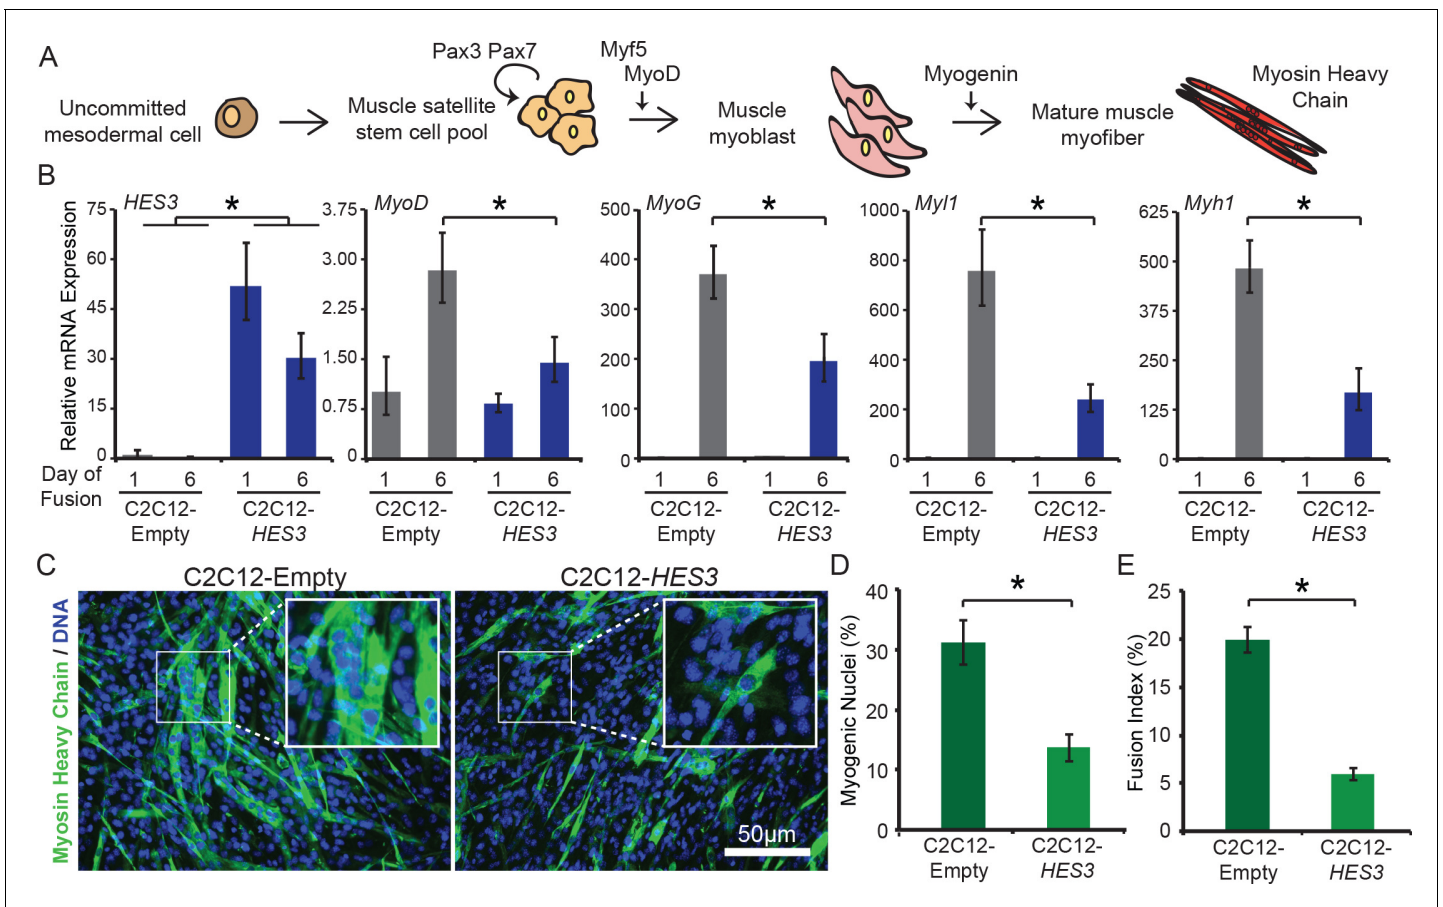 A
Pax3 Pax7
Myf5
MyoD
Myogenin
Myosin Heavy
Chain
Uncommitted
mesodermal cell
Muscle satellite
stem cell pool
Muscle
myoblast
Mature muscle
myofiber
B
Relative mRNA Expression
HES3
*
75
60
45
30
15
0
MyoD
*
3.75
3.00
2.25
1.50
0.75
0
MyoG
*
500
400
300
200
100
0
Myl1
*
1000
800
600
400
200
0
Myh1
*
625
500
375
250
125
0
Day of
Fusion
1 6 1 6
C2C12-
Empty
C2C12-
HES3
1 6 1 6
C2C12-
Empty
C2C12-
HES3
1 6 1 6
C2C12-
Empty
C2C12-
HES3
1 6 1 6
C2C12-
Empty
C2C12-
HES3
1 6 1 6
C2C12-
Empty
C2C12-
HES3
C
C2C12-Empty
C2C12-HES3
Myosin Heavy Chain / DNA
50μm
D
*
Myogenic Nuclei (%)
40
30
20
10
0
C2C12-
Empty
C2C12-
HES3
E
*
Fusion Index (%)
25
20
15
10
5
0
C2C12-
Empty
C2C12-
HES3